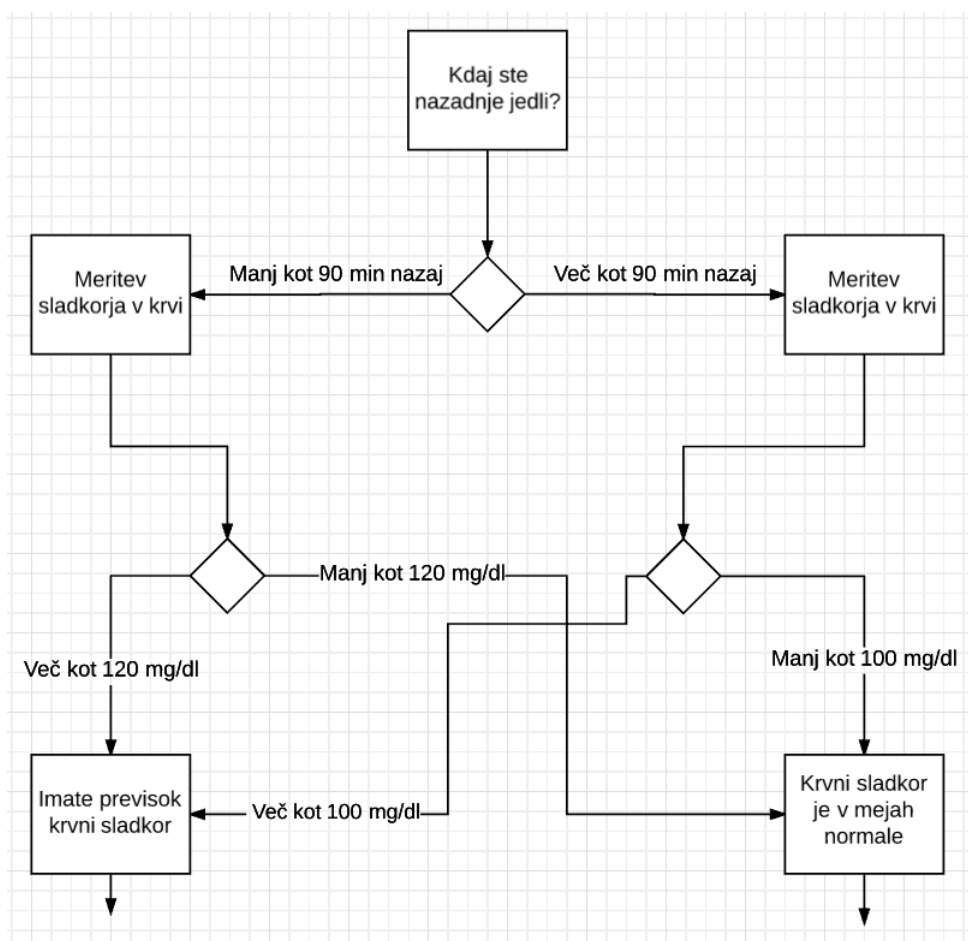 Kdaj ste
nazadnje jedli?
Manj kot 90 min nazaj
Več kot 90 min nazaj
Meritev
sladkorja v krvi
Meritev
sladkorja v krvi
Manj kot 120 mg/dl
Več kot 120 mg/dl
Manj kot 100 mg/dl
Imate previsok
krvni sladkor
Več kot 100 mg/dl
Krvni sladkor
je v mejah
normale